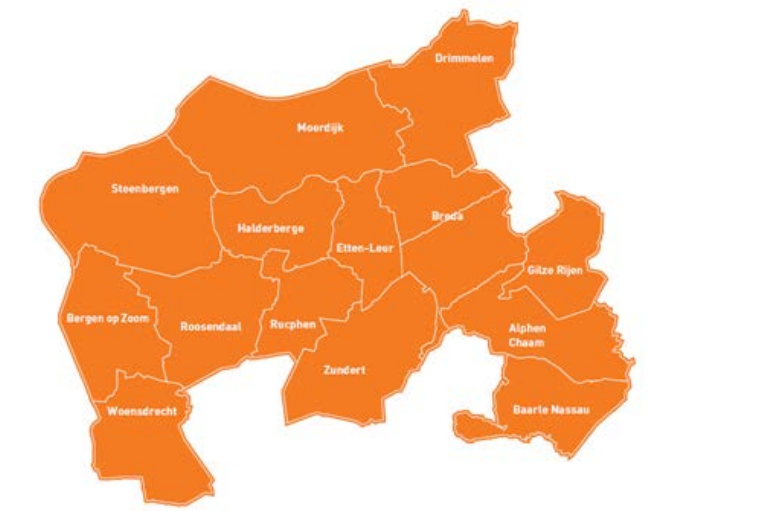 Drimmelen
Moerdijk
Steenbergen
Breda
Halderberge
Etten-Leur
Gilze Rijen
Bergen op Zoom
Roosendaal
Rucphen
Alphen
Chaam
Zundert
Woensdrecht
Baarle Nassau